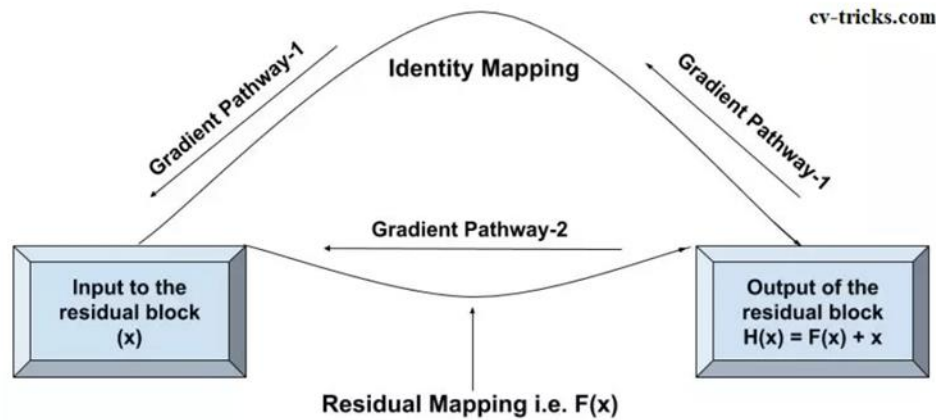 cv-tricks.com
Gradient Pathway-1
Identity Mapping
Gradient Pathway-1
Gradient Pathway-2
Input to the
residual block
(x)
Output of the
residual block
H(x) = F(x) + x
Residual Mapping i.e. F(x)